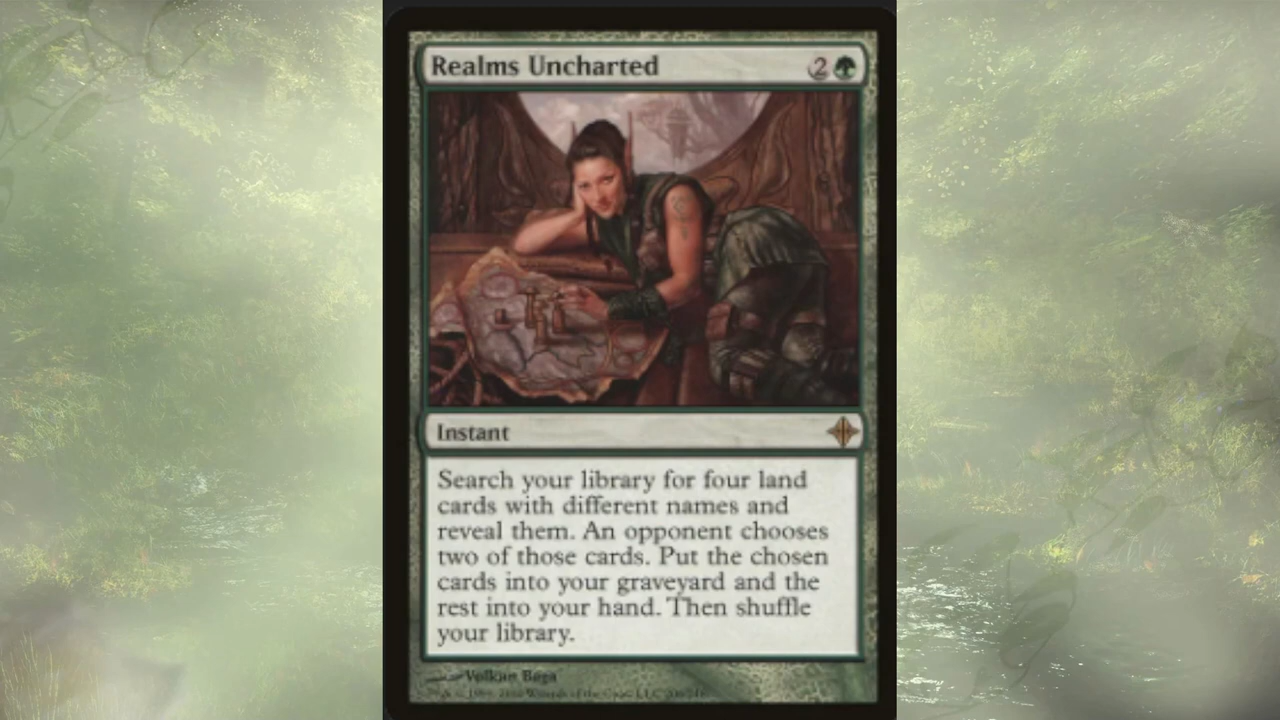 Realms Uncharted 2
Instant
Search your library for four land
cards with different names and
reveal them. An opponent chooses
two of those cards. Put the chosen
cards into your graveyard and the
rest into your hand. Then shuffle
your library.
Volkan Baga